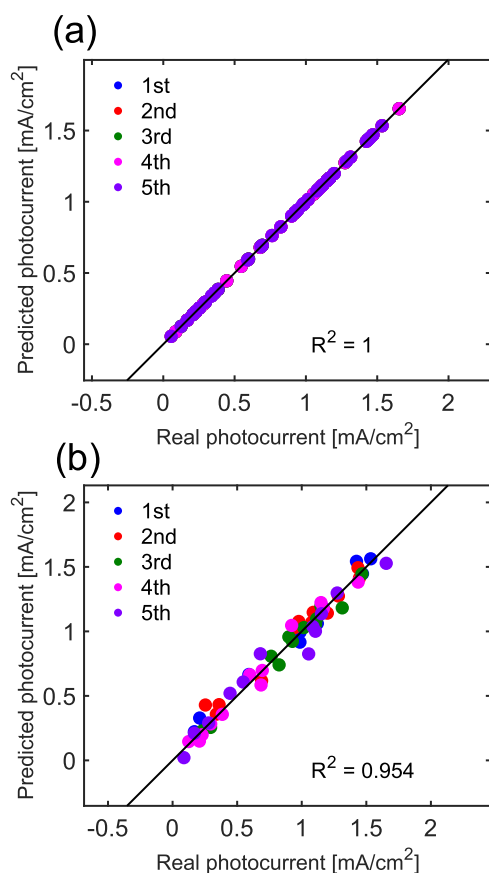 (a)
1st
2nd
3rd
4th
5th
1.5
1
0.5
0
Predicted photocurrent [mA/cm²]
R² = 1
-0.5 0 0.5 1 1.5 2
Real photocurrent [mA/cm²]
(b)
1st
2nd
3rd
4th
5th
2
1.5
1
0.5
0
Predicted photocurrent [mA/cm²]
R² = 0.954
-0.5 0 0.5 1 1.5 2
Real photocurrent [mA/cm²]